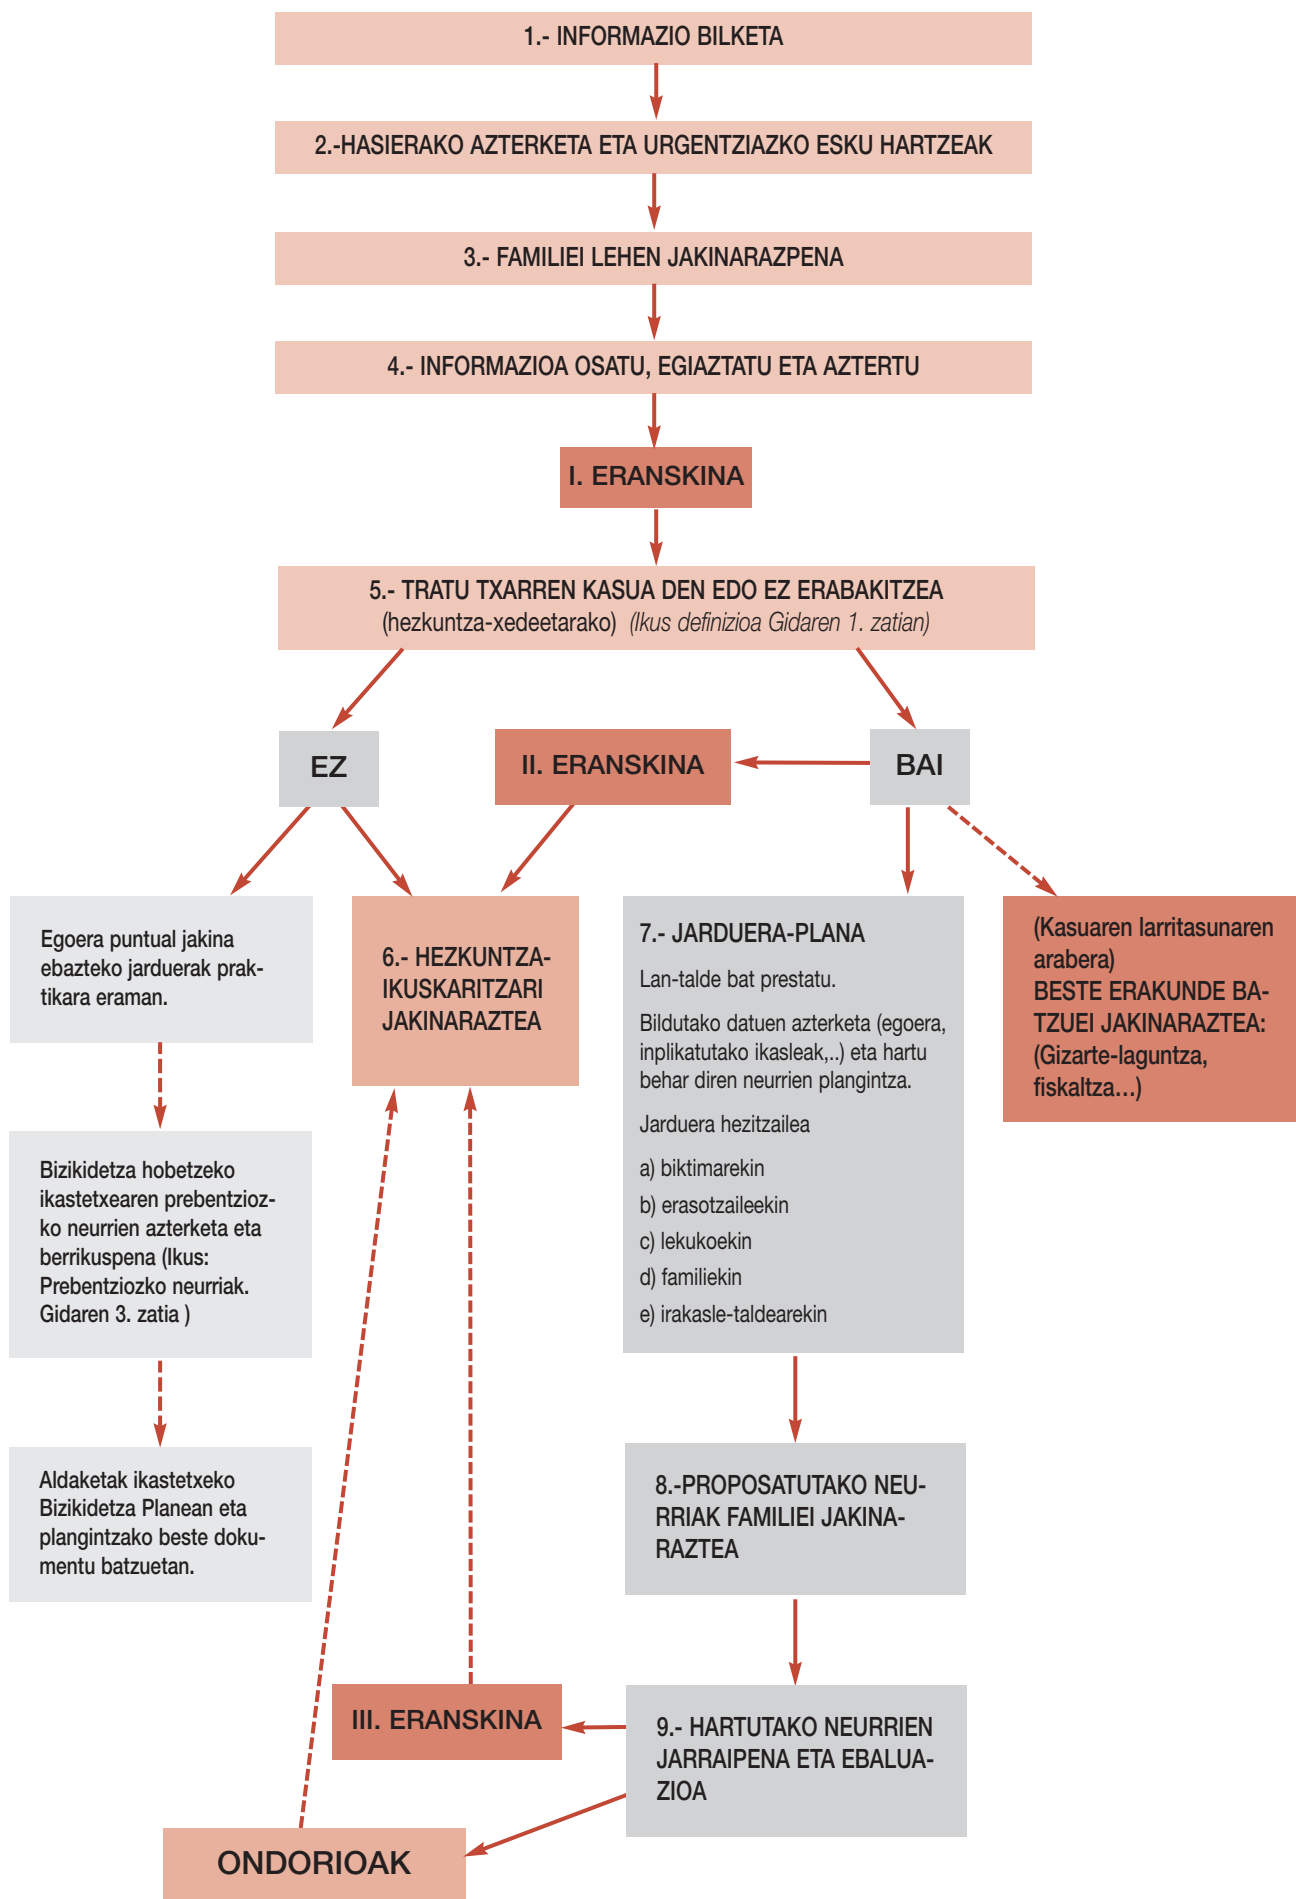 1.- INFORMAZIO BILKETA
2.-HASIERAKO AZTERKETA ETA URGENTZIAZKO ESKU HARTZEAK
3.- FAMILIEI LEHEN JAKINARAZPENA
4.- INFORMAZIOA OSATU, EGIAZTATU ETA AZTERTU
I. ERANSKINA
5.- TRATU TXARREN KASUA DEN EDO EZ ERABAKITZEA
(hezkuntza-xedeetarako) (Ikus definizioa Gidaren 1. zatian)
EZ
II. ERANSKINA
BAI
Egoera puntual jakina
ebazteko jarduerak prak-
tikara eraman.
6.- HEZKUNTZA-
IKUSKARITZARI
JAKINARAZTEA
7.- JARDUERA-PLANA
Lan-talde bat prestatu.
Bildutako datuen azterketa (egoera,
inplikatutako ikasleak,..) eta hartu
behar diren neurrien plangintza.
Jarduera hezitzailea
a) biktimarekin
b) erasotzaileekin
c) lekukoekin
d) familiekin
e) irakasle-taldearekin
(Kasuaren larritasunaren
arabera)
BESTE ERAKUNDE BA-
TZUEI JAKINARAZTEA:
(Gizarte-laguntza,
fiskaltza...)
Bizikidetza hobetzeko
ikastetxearen prebentzioz-
ko neurrien azterketa eta
berrikuspena (Ikus:
Prebentziozko neurriak.
Gidaren 3. zatia )
Aldaketak ikastetxeko
Bizikidetza Planean eta
plangintzako beste doku-
mentu batzuetan.
8.-PROPOSATUTAKO NEU-
RRIAK FAMILIEI JAKINA-
RAZTEA
III. ERANSKINA
9.- HARTUTAKO NEURRIEN
JARRAIPENA ETA EBALUA-
ZIOA
ONDORIOAK